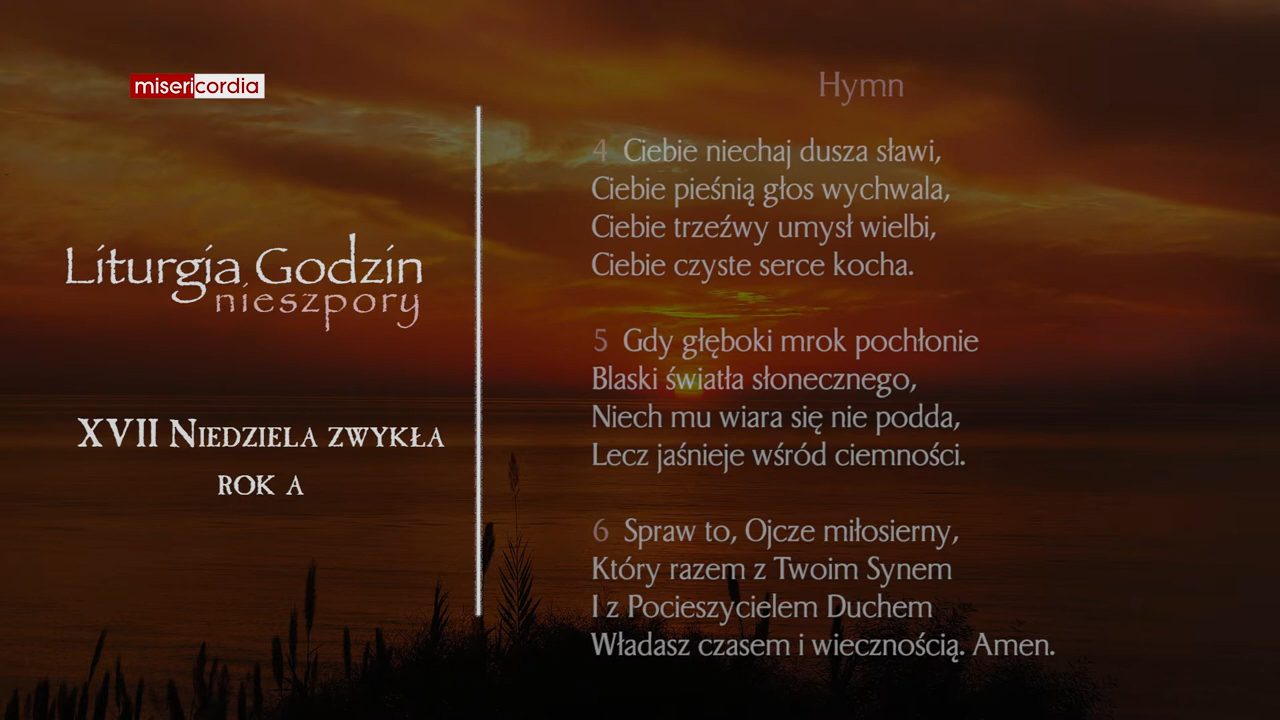 misericordia
Liturgia Godzin
nieszpory
XVII Niedziela zwykła
rok a
Hymn
4 Ciebie niechaj dusza sławi,
Ciebie pieśnią głos wychwala,
Ciebie trzeźwy umysł wielbi,
Ciebie czyste serce kocha.
5 Gdy głęboki mrok pochłonie
Blaski światła słonecznego,
Niech mu wiara się nie podda,
Lecz jaśnieje wśród ciemności.
6 Spraw to, Ojcze miłosierny,
Który razem z Twoim Synem
I z Pocieszycielem Duchem
Władasz czasem i wiecznością. Amen.